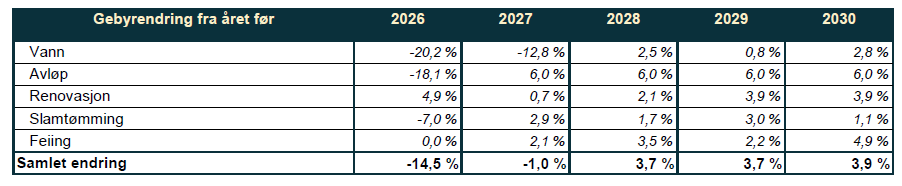 Gebyrendring fra året før 2026 2027 2028 2029 2030
Vann -20,2 % -12,8 % 2,5 % 0,8 % 2,8 %
Avløp -18,1 % 6,0 % 6,0 % 6,0 % 6,0 %
Renovasjon 4,9 % 0,7 % 2,1 % 3,9 % 3,9 %
Slamtømming -7,0 % 2,9 % 1,7 % 3,0 % 1,1 %
Feiing 0,0 % 2,1 % 3,5 % 2,2 % 4,9 %
Samlet endring -14,5 % -1,0 % 3,7 % 3,7 % 3,9 %